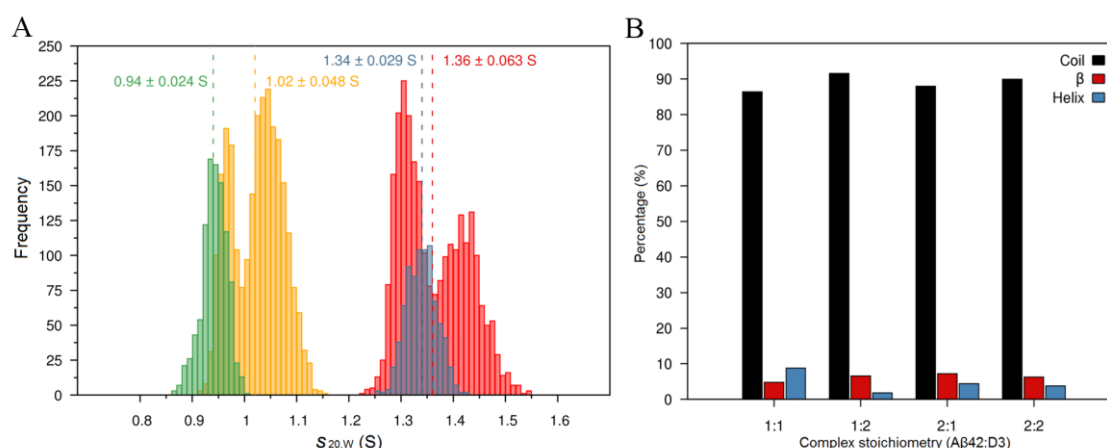 A
B
250
225
200
175
150
125
100
75
50
25
0
Frequency
0.94 ± 0.024 S
1.02 ± 0.048 S
1.34 ± 0.029 S
1.36 ± 0.063 S
0.8
0.9
1
1.1
1.2
1.3
1.4
1.5
1.6
s20,W (S)
100
90
80
70
60
50
40
30
20
10
0
Percentage (%)
Coil
β
Helix
1:1
1:2
2:1
2:2
Complex stoichiometry (Aβ42:D3)